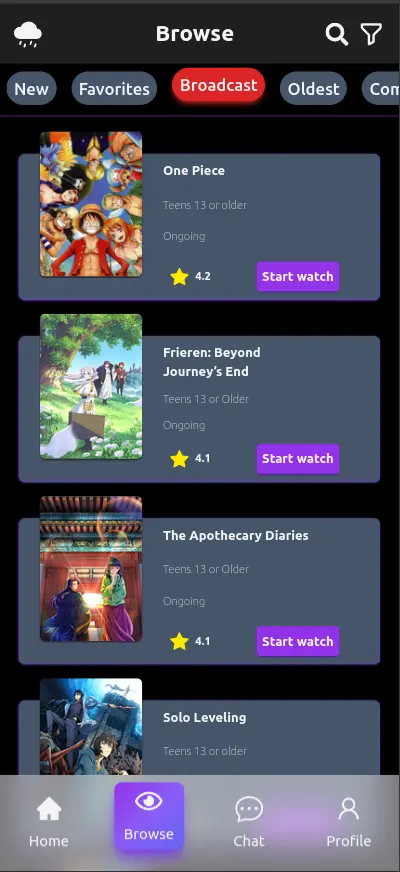 Browse
New Favorites Broadcast Oldest Com
One Piece
Teens 13 or older
Ongoing
4.2 Start watch
Frieren: Beyond
Journey's End
Teens 13 or Older
Ongoing
4.1 Start watch
The Apothecary Diaries
Teens 13 or Older
Ongoing
4.1 Start watch
Solo Leveling
Teens 13 or older
Home Browse Chat Profile